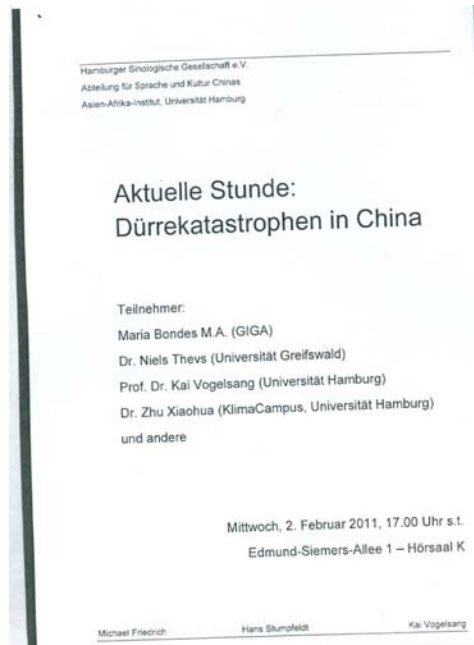 Hamburger Sinologische Gesellschaft e.V.
Abteilung für Sprache und Kultur Chinas
Asien-Afrika-Institut, Universität Hamburg
Aktuelle Stunde:
Dürrekatastrophen in China
Teilnehmer:
Maria Bondes M.A. (GIGA)
Dr. Niels Thevs (Universität Greifswald)
Prof. Dr. Kai Vogelsang (Universität Hamburg)
Dr. Zhu Xiaohua (KlimaCampus, Universität Hamburg)
und andere
Mittwoch, 2. Februar 2011, 17.00 Uhr s.t.
Edmund-Siemers-Allee 1 – Hörsaal K
Michael Friedrich Hans Stumpfeldt Kai Vogelsang